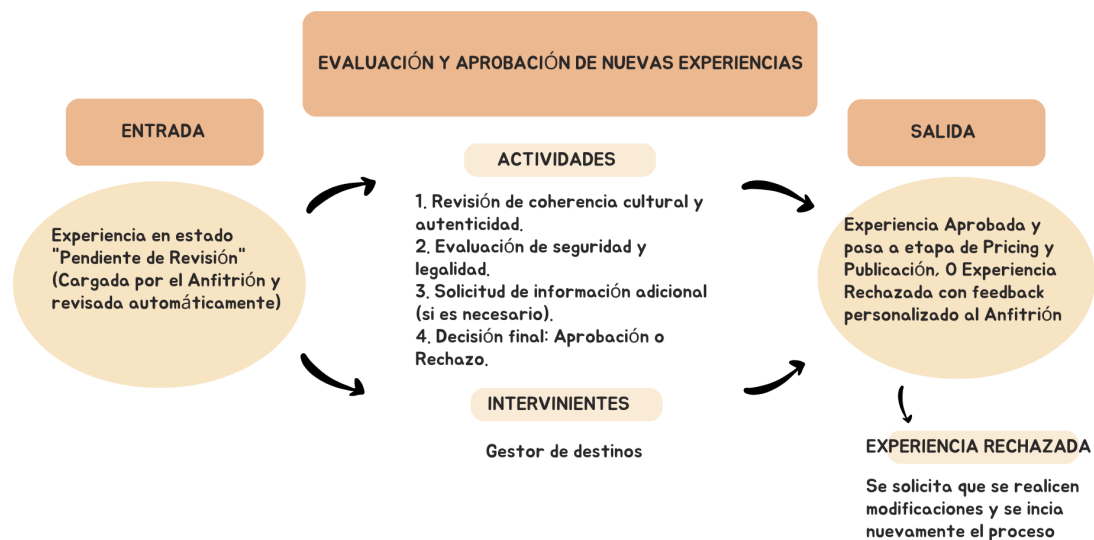 EVALUACIÓN Y APROBACIÓN DE NUEVAS EXPERIENCIAS
ENTRADA
Experiencia en estado
"Pendiente de Revisión"
(Cargada por el Anfitrión y
revisada automáticamente)
ACTIVIDADES
1. Revisión de coherencia cultural y
autenticidad.
2. Evaluación de seguridad y
legalidad.
3. Solicitud de información adicional
(si es necesario).
4. Decisión final: Aprobación o
Rechazo.
INTERVINIENTES
Gestor de destinos
SALIDA
Experiencia Aprobada y
pasa a etapa de Pricing y
Publicación, O Experiencia
Rechazada con feedback
personalizado al Anfitrión
EXPERIENCIA RECHAZADA
Se solicita que se realicen
modificaciones y se incia
nuevamente el proceso